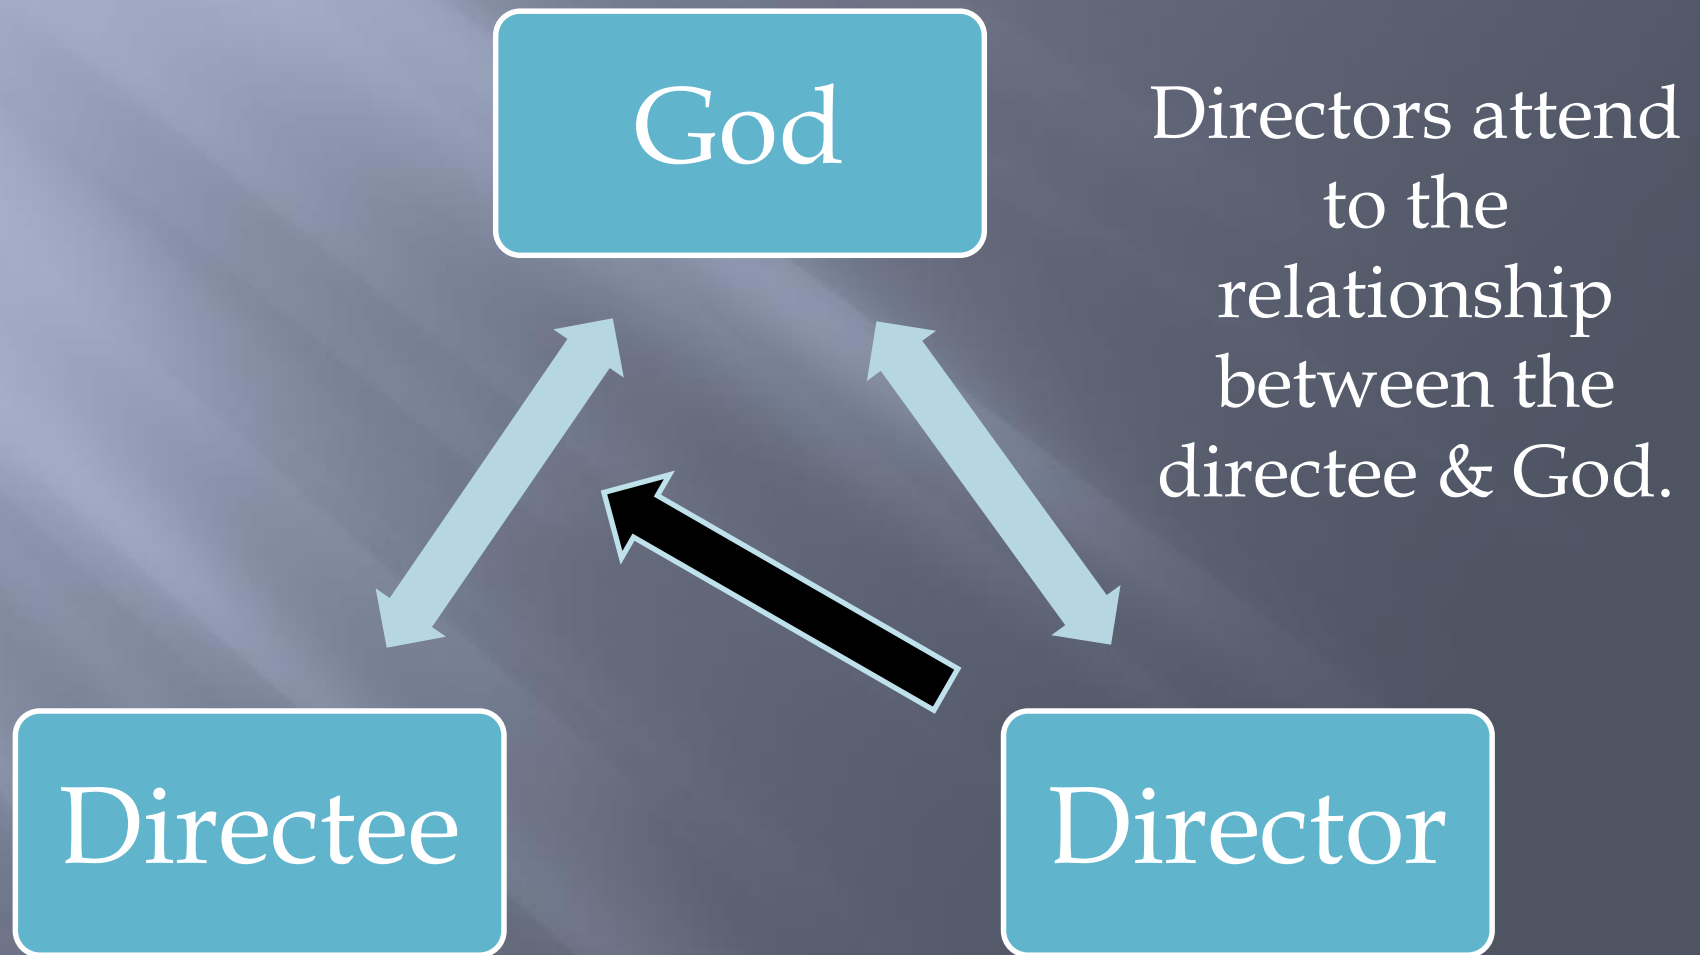 God
Directors attend
to the
relationship
between the
directee & God.
Directee
Director